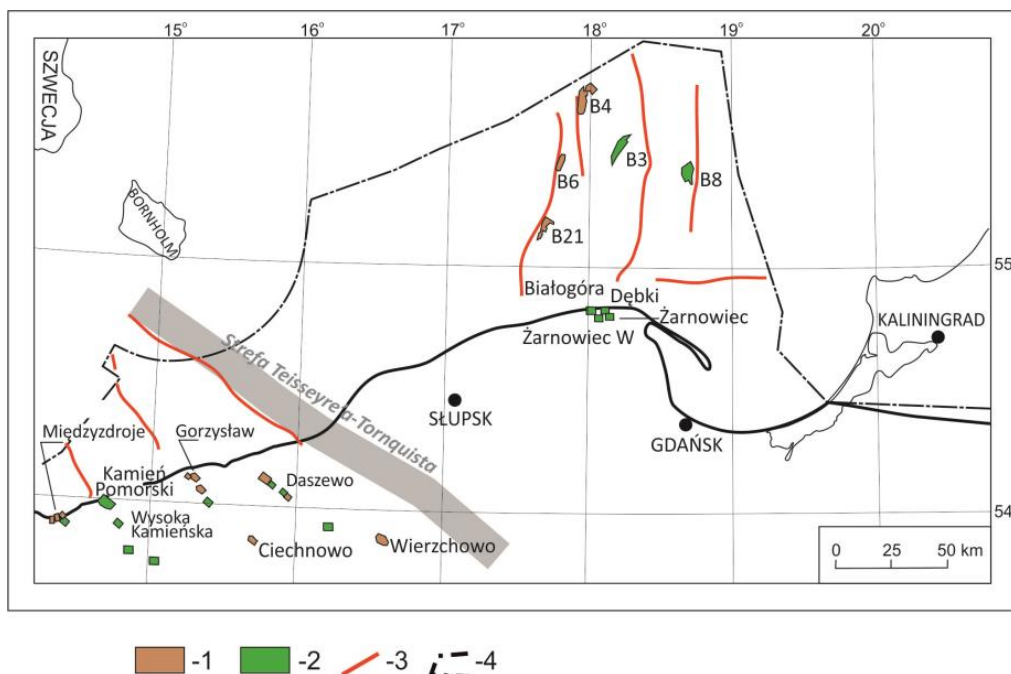 15° 16° 17° 18° 19° 20°
SZWECJA
B4
B3
B6
B8
BORNHOLM
B21
55
Białogóra Dębki
Żarnowiec
Żarnowiec W
KALININGRAD
Strefa Teisseyre'a-Tornquista
SŁUPSK
GDAŃSK
Międzyzdroje
Gorzysław
Kamień
Pomorski
Daszewo
Wysoka
Kamieńska
54
Ciechnowo
Wierzchowo
0 25 50 km
-1 -2 -3 -4